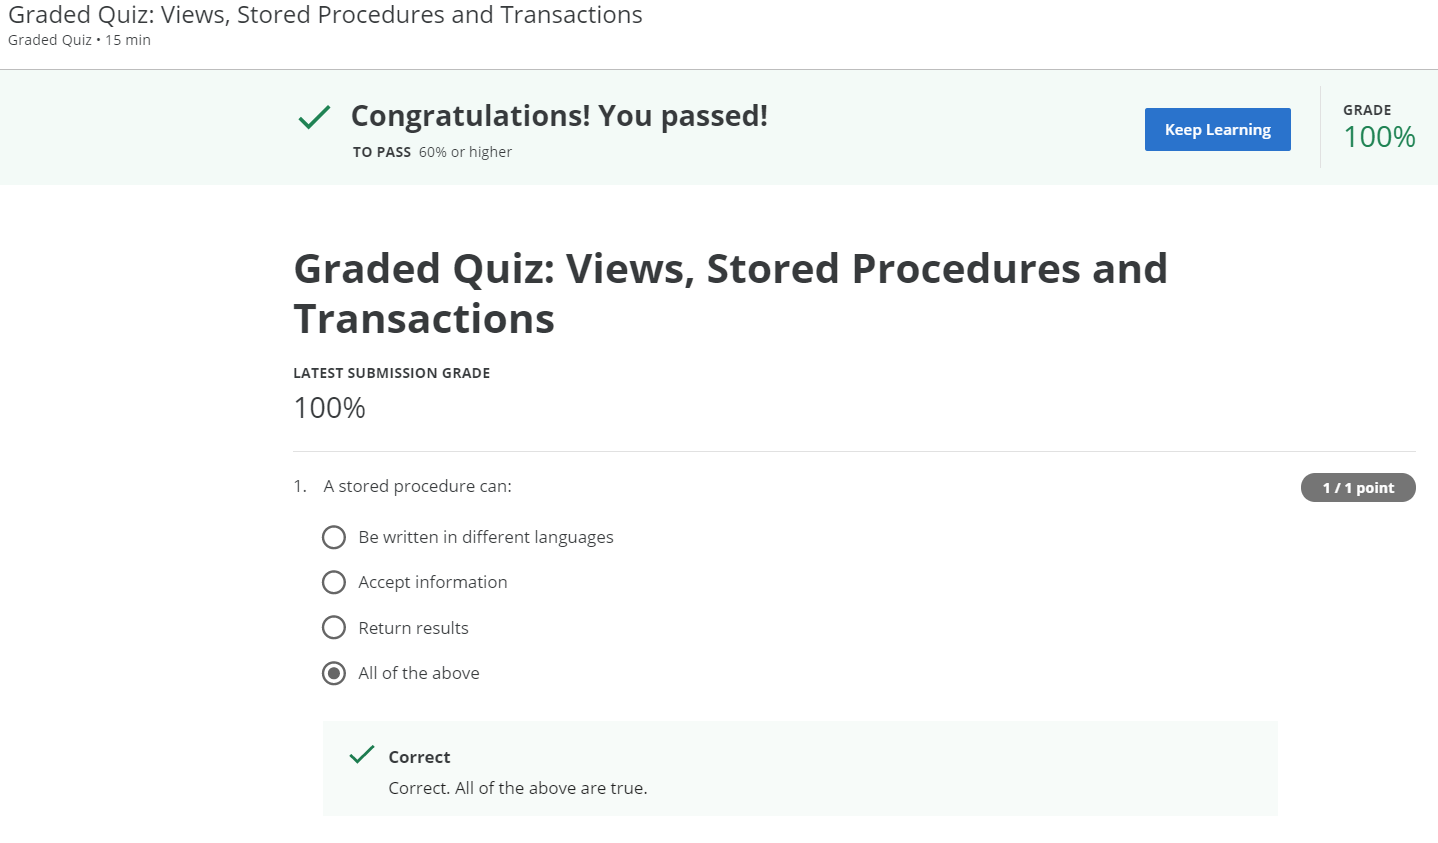 Graded Quiz: Views, Stored Procedures and Transactions
Graded Quiz • 15 min
Congratulations! You passed!
TO PASS 60% or higher
Keep Learning
GRADE
100%
Graded Quiz: Views, Stored Procedures and
Transactions
LATEST SUBMISSION GRADE
100%
1. A stored procedure can:
1 / 1 point
Be written in different languages
Accept information
Return results
All of the above
Correct
Correct. All of the above are true.